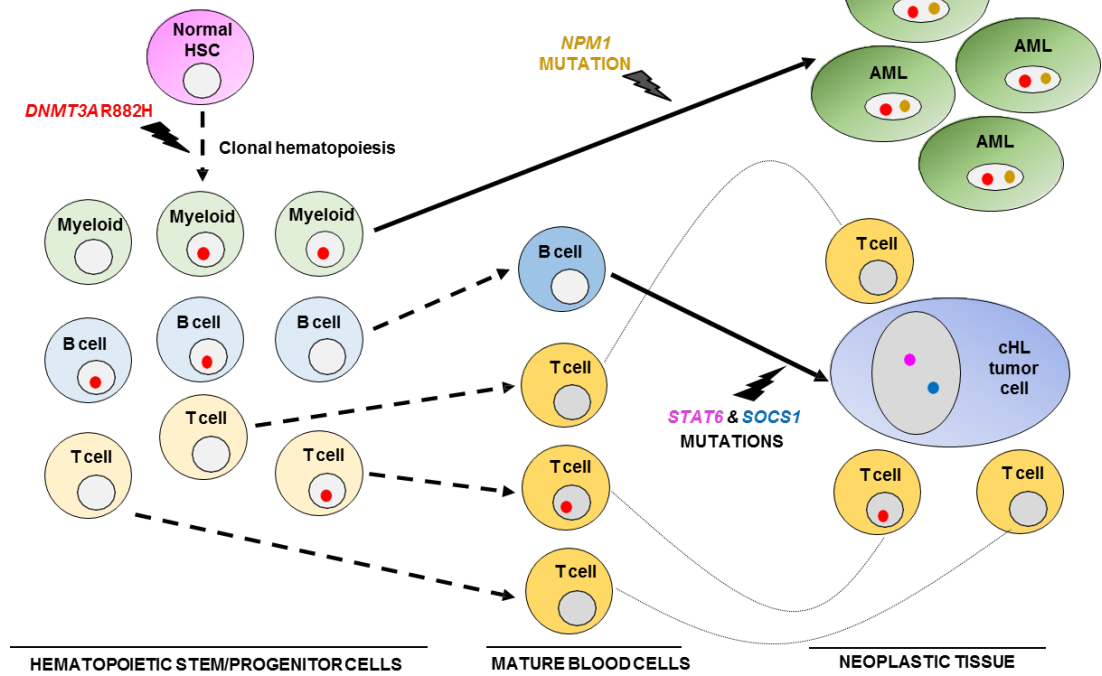 Normal
HSC
DNMT3A R882H
Clonal hematopoiesis
NPM1
MUTATION
AML
AML
AML
Myeloid
Myeloid
Myeloid
B cell
B cell
B cell
T cell
T cell
T cell
B cell
T cell
T cell
T cell
STAT6 & SOCS1
MUTATIONS
T cell
cHL
tumor
cell
T cell
T cell
HEMATOPOIETIC STEM/PROGENITOR CELLS
MATURE BLOOD CELLS
NEOPLASTIC TISSUE